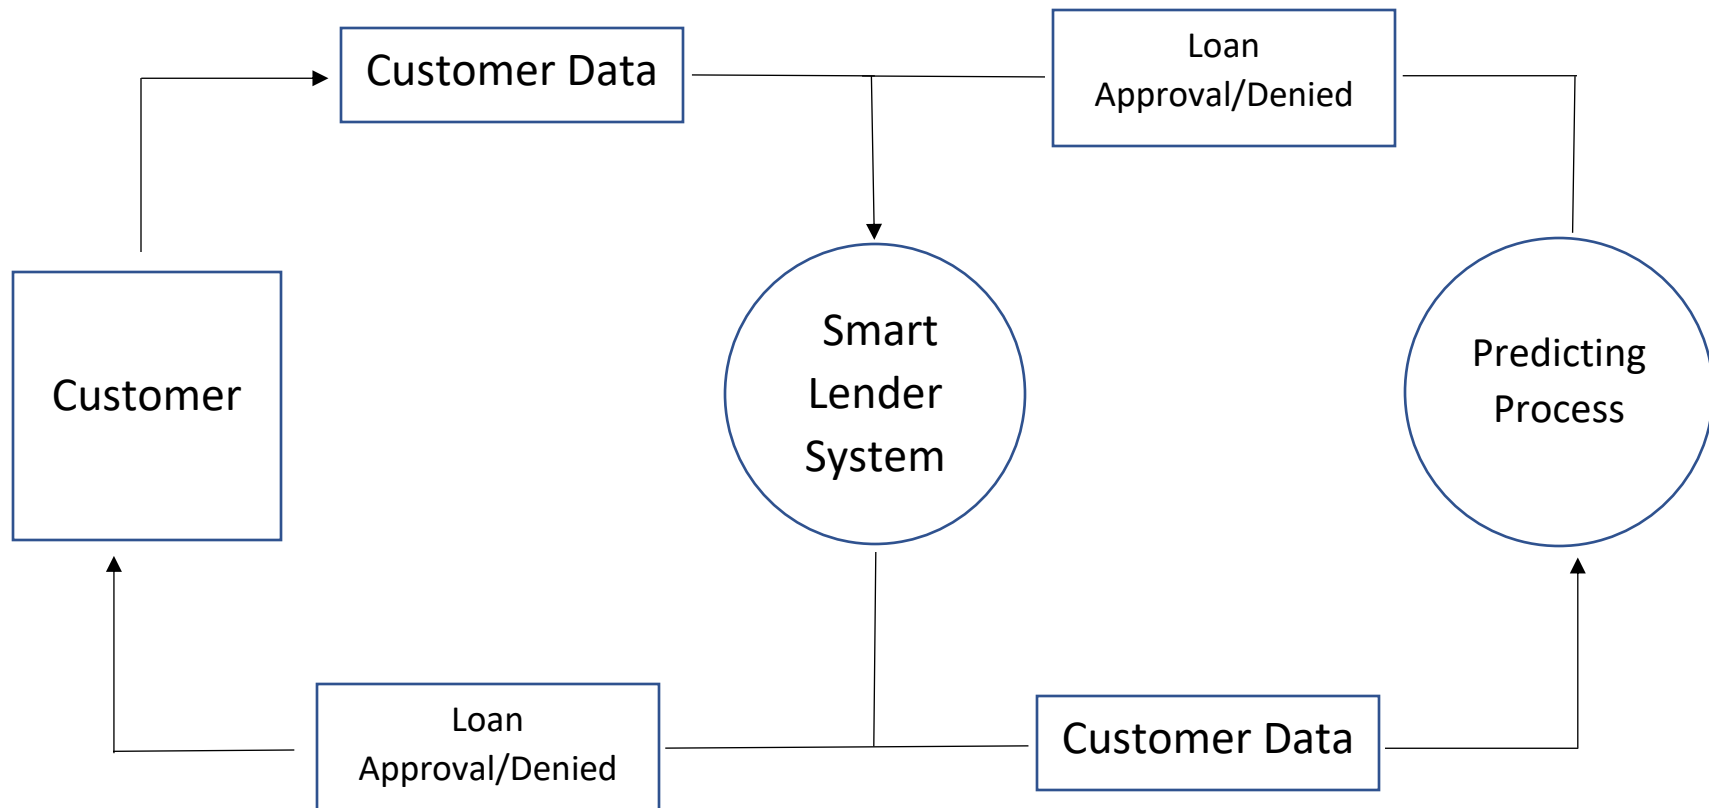 Customer Data
Loan
Approval/Denied
Customer
Smart
Lender
System
Predicting
Process
Loan
Approval/Denied
Customer Data